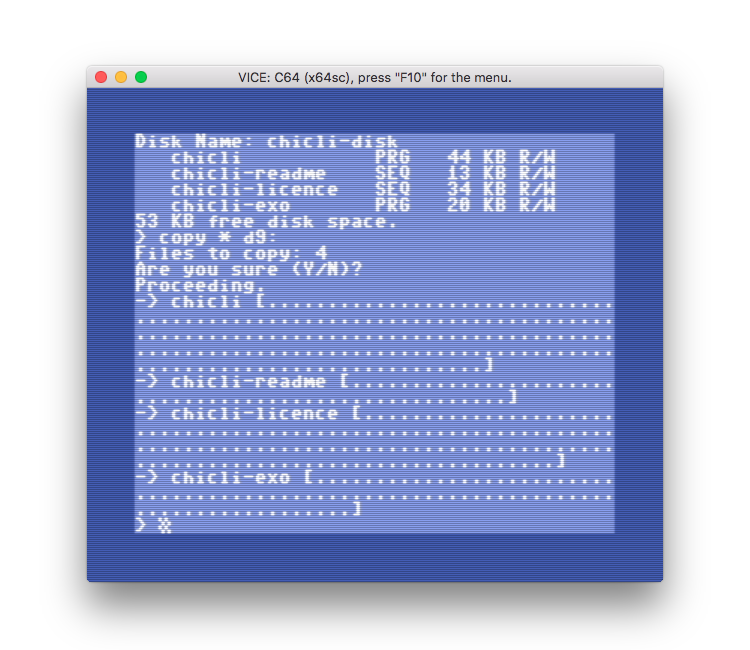 VICE: C64 (x64sc), press "F10" for the menu.
Disk Name: chicli-disk
   chicli           PRG   44 KB R/W
   chicli-readme    SEQ   13 KB R/W
   chicli-licence   SEQ   34 KB R/W
   chicli-exo       PRG   20 KB R/W
53 KB free disk space.
> copy * d9:
Files to copy: 4
Are you sure (Y/N)?
Proceeding.
-> chicli [.............................
........................................
........................................
........................................
.............................]
-> chicli-readme [......................
...............................]
-> chicli-licence [.....................
........................................
........................................
...................................]
-> chicli-exo [.........................
........................................
..................]
>